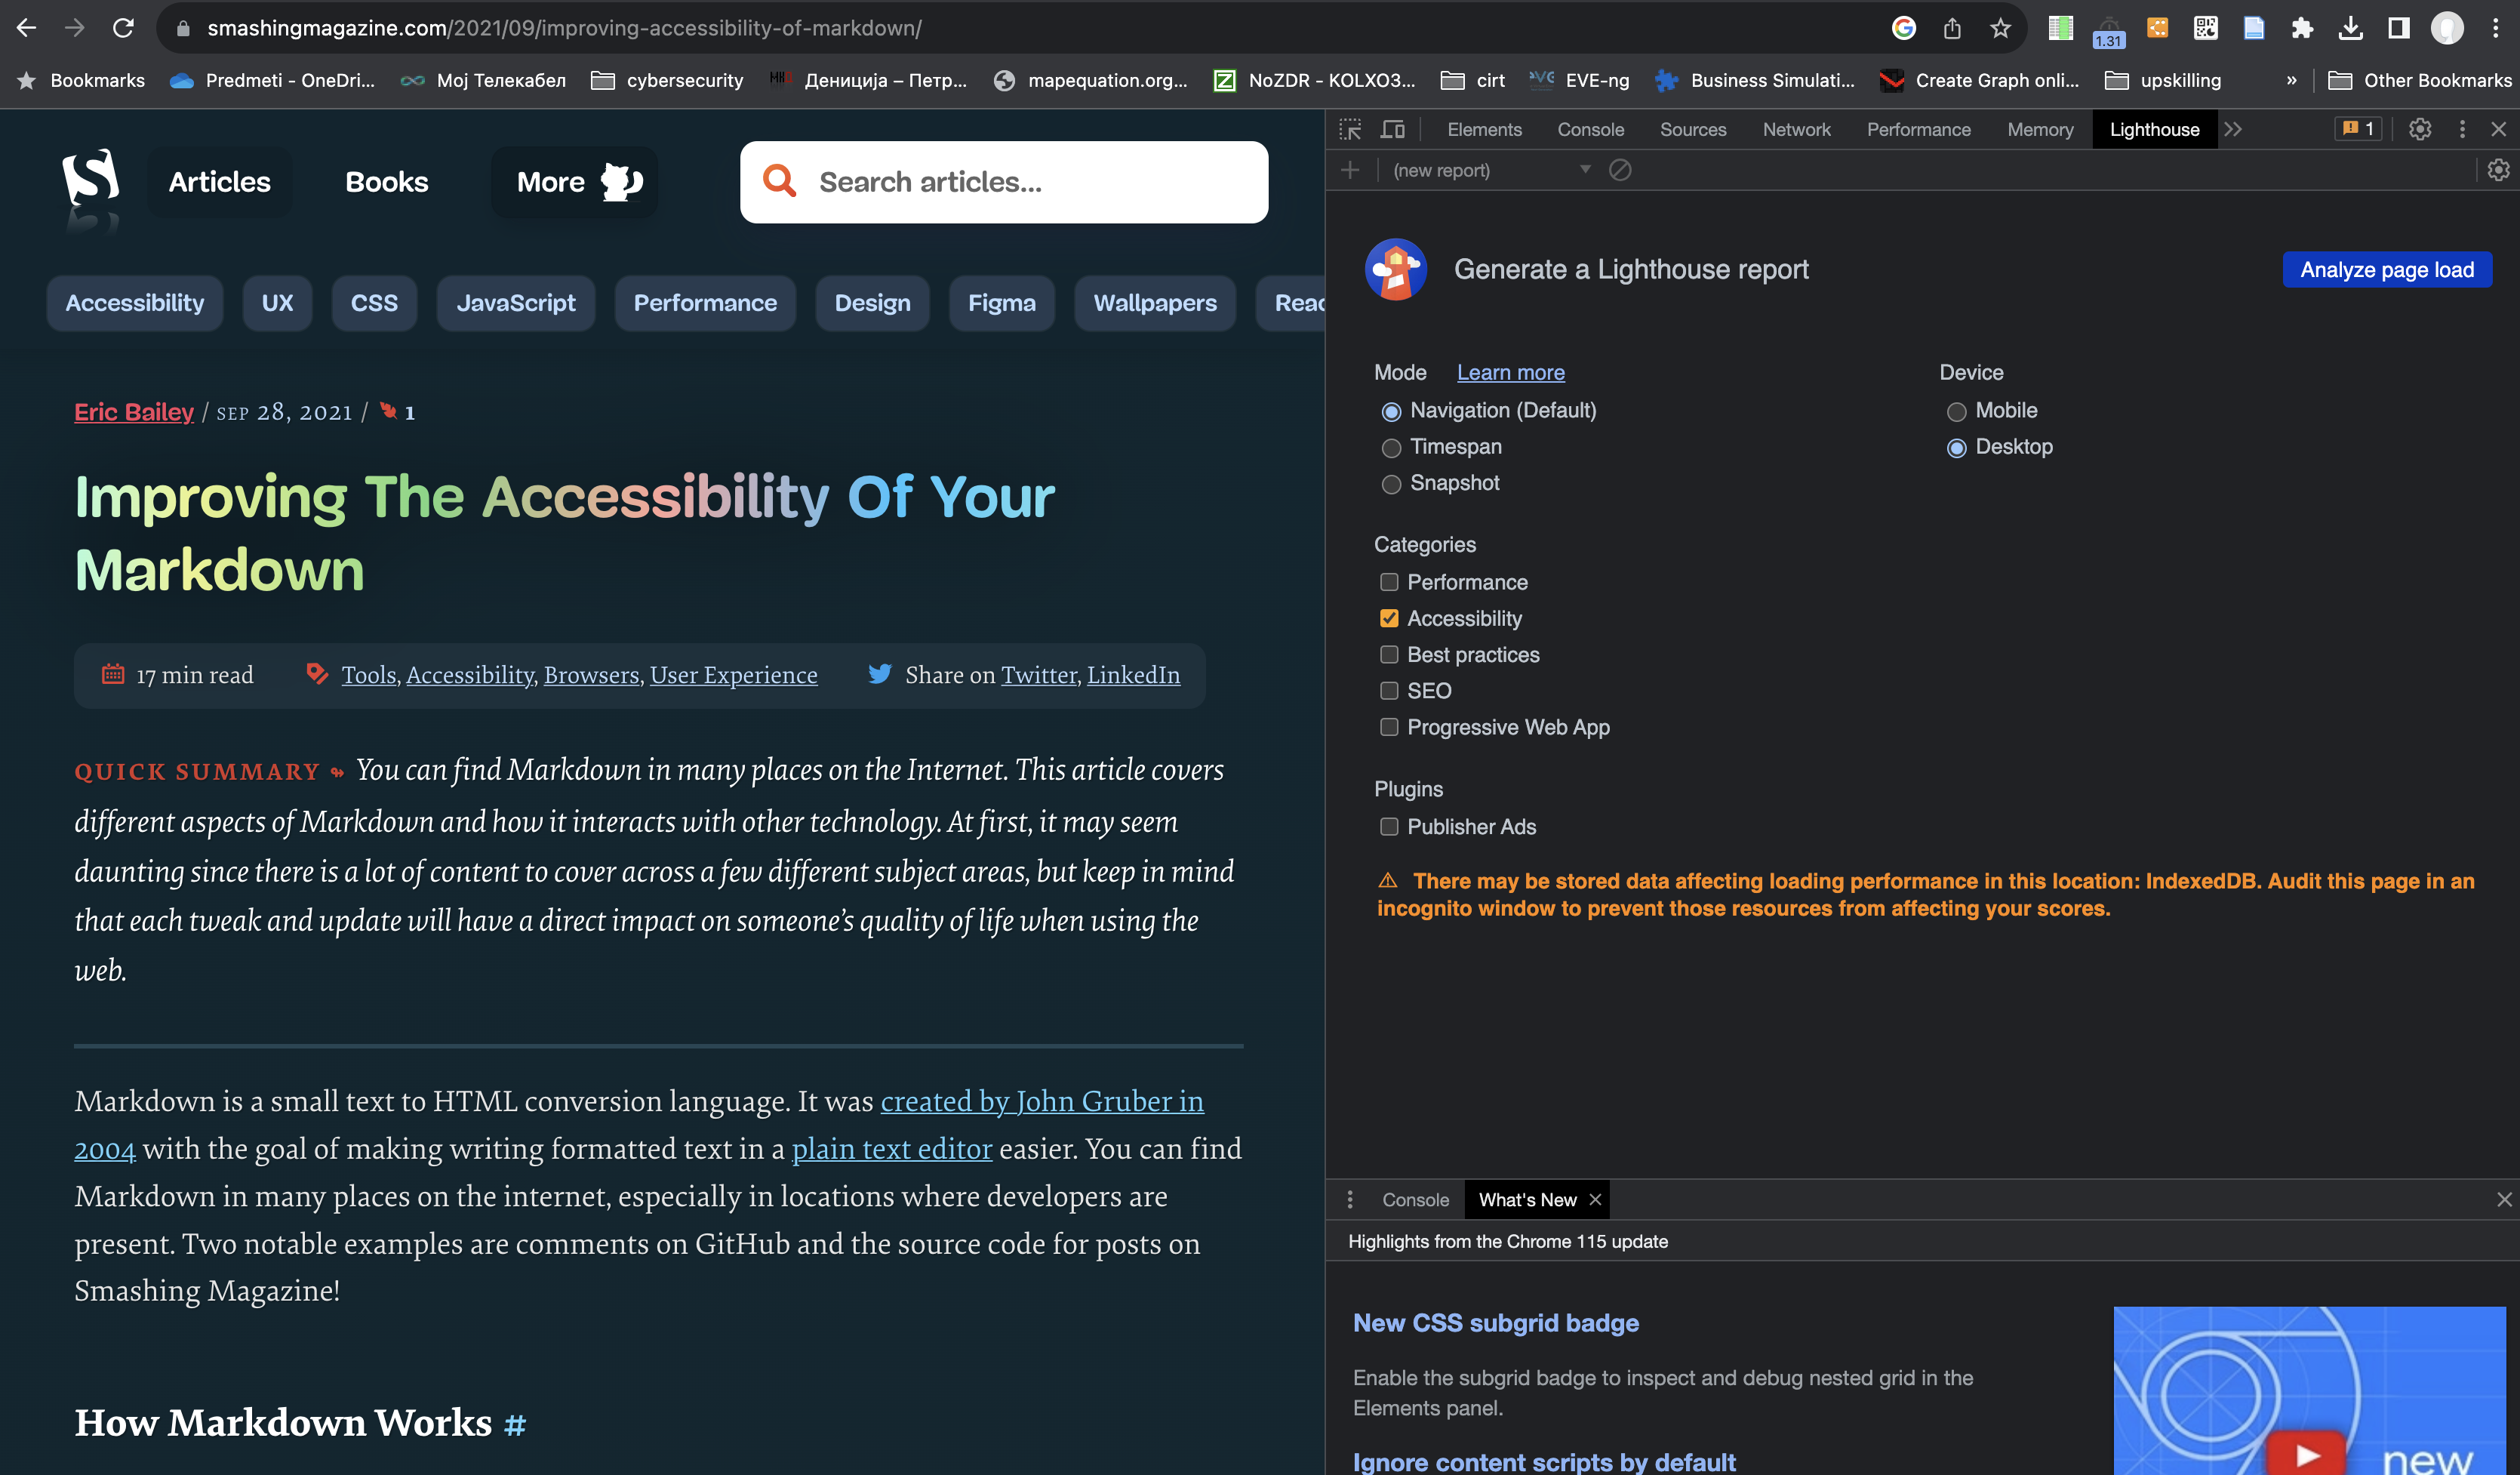 smashingmagazine.com/2021/09/improving-accessibility-of-markdown/
1.31
Bookmarks
Predmeti - OneDri...
Мој Телекабел
cybersecurity
Дениција – Петр...
mapequation.org...
NoZDR - KOLXO3...
cirt
EVE-ng
Business Simulati...
Create Graph onli...
upskilling
»
Other Bookmarks
Articles
Books
More
Search articles...
Accessibility
UX
CSS
JavaScript
Performance
Design
Figma
Wallpapers
Eric Bailey / SEP 28, 2021 / 1
Improving The Accessibility Of Your
Markdown
17 min read
Tools, Accessibility, Browsers, User Experience
Share on Twitter, LinkedIn
QUICK SUMMARY ↬ You can find Markdown in many places on the Internet. This article covers
different aspects of Markdown and how it interacts with other technology. At first, it may seem
daunting since there is a lot of content to cover across a few different subject areas, but keep in mind
that each tweak and update will have a direct impact on someone’s quality of life when using the
web.
Markdown is a small text to HTML conversion language. It was created by John Gruber in
2004 with the goal of making writing formatted text in a plain text editor easier. You can find
Markdown in many places on the internet, especially in locations where developers are
present. Two notable examples are comments on GitHub and the source code for posts on
Smashing Magazine!
How Markdown Works #
Elements
Console
Sources
Network
Performance
Memory
Lighthouse
1
(new report)
Generate a Lighthouse report
Analyze page load
Mode
Learn more
Navigation (Default)
Timespan
Snapshot
Device
Mobile
Desktop
Categories
Performance
Accessibility
Best practices
SEO
Progressive Web App
Plugins
Publisher Ads
⚠ There may be stored data affecting loading performance in this location: IndexedDB. Audit this page in an
incognito window to prevent those resources from affecting your scores.
Console
What's New
Highlights from the Chrome 115 update
New CSS subgrid badge
Enable the subgrid badge to inspect and debug nested grid in the
Elements panel.
Ignore content scripts by default
new